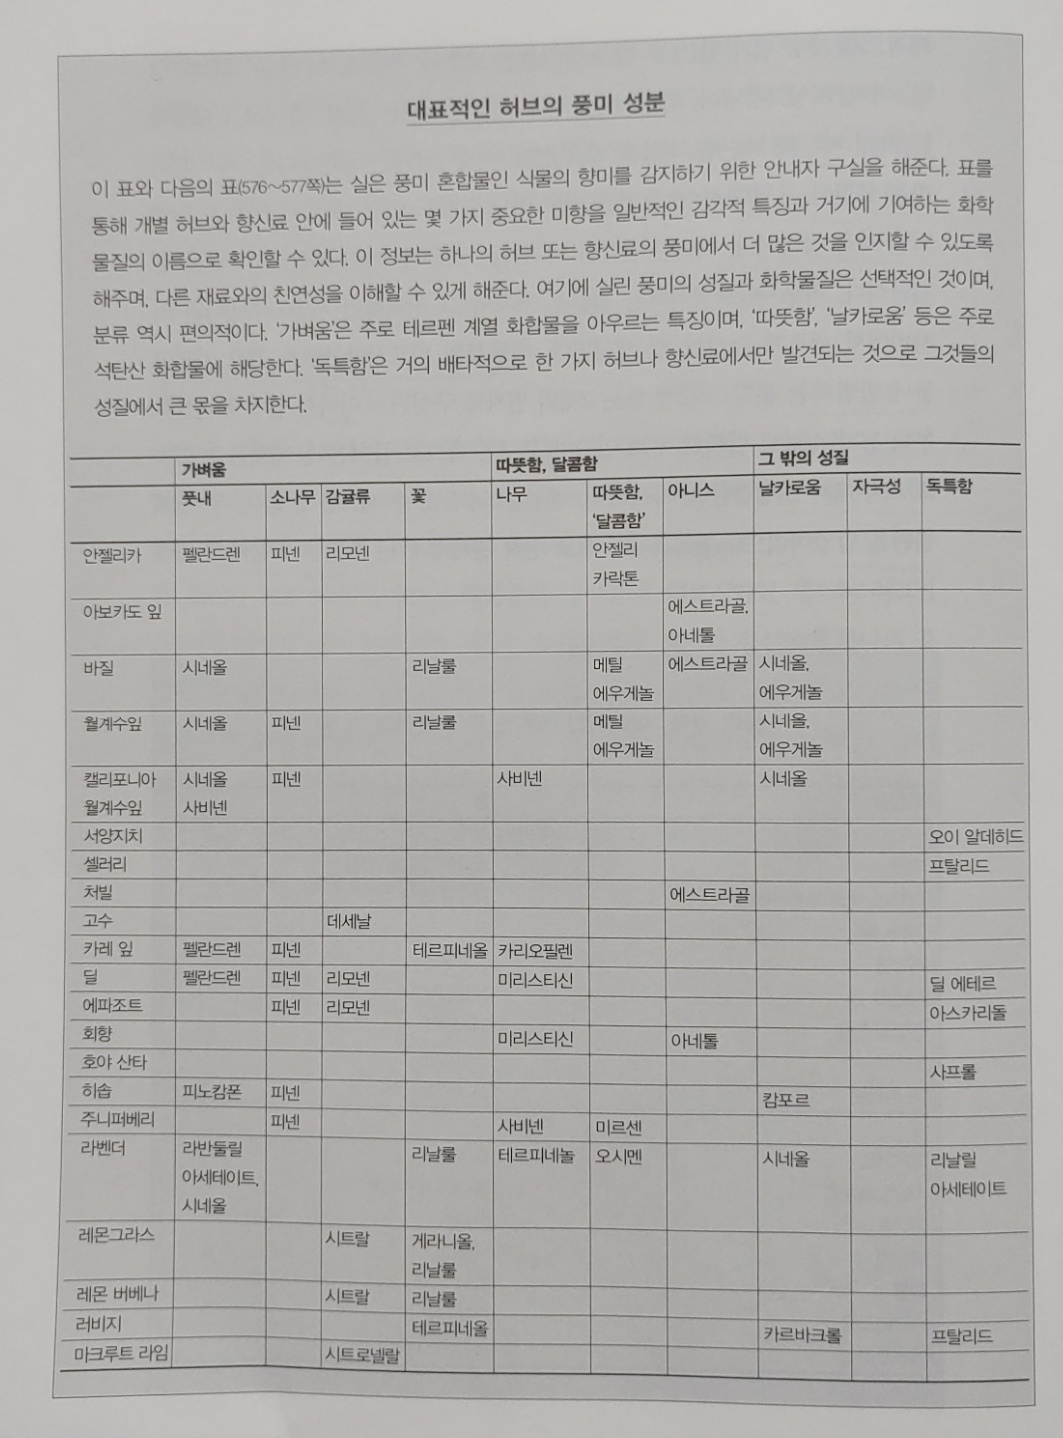 대표적인 허브의 풍미 성분
이 표와 다음의 표(576~577쪽)는 실은 풍미 혼합물인 식물의 향미를 감지하기 위한 안내자 구실을 해준다. 표를
통해 개별 허브와 향신료 안에 들어 있는 몇 가지 중요한 미향을 일반적인 감각적 특징과 거기에 기여하는 화학
물질의 이름으로 확인할 수 있다. 이 정보는 하나의 허브 또는 향신료의 풍미에서 더 많은 것을 인지할 수 있도록
해주며, 다른 재료와의 친연성을 이해할 수 있게 해준다. 여기에 실린 풍미의 성질과 화학물질은 선택적인 것이며,
분류 역시 편의적이다. ‘가벼움’은 주로 테르펜 계열 화합물을 아우르는 특징이며, ‘따뜻함’, ‘날카로움’ 등은 주로
석탄산 화합물에 해당한다. ‘독특함’은 거의 배타적으로 한 가지 허브나 향신료에서만 발견되는 것으로 그것들의
성질에서 큰 몫을 차지한다.
가벼움 따뜻함, 달콤함 그 밖의 성질
풋내 소나무 감귤류 꽃 나무 따뜻함, 아니스 날카로움 자극성 독특함
‘달콤함’
안젤리카 펠란드렌 피넨 리모넨 안젤리
카락톤
아보카도 잎 에스트라골,
아네톨
바질 시네올 리날룰 메틸 에스트라골 시네올,
에우게놀 에우게놀
월계수잎 시네올 피넨 리날룰 메틸 시네올,
에우게놀 에우게놀
캘리포니아 시네올 피넨 사비넨 시네올
월계수잎 사비넨
서양지치 오이 알데히드
셀러리 프탈리드
처빌 에스트라골
고수 데세날
카레 잎 펠란드렌 피넨 테르피네올 카리오필렌
딜 펠란드렌 피넨 리모넨 미리스티신 딜 에테르
에파조트 피넨 리모넨 아스카리돌
회향 미리스티신 아네톨
호야 산타 사프롤
히솝 피노캄폰 피넨 캄포르
주니퍼베리 피넨 사비넨 미르센
라벤더 라반둘릴 리날룰 테르피네놀 오시멘 시네올 리날릴
아세테이트, 아세테이트
시네올
레몬그라스 시트랄 게라니올,
리날룰
레몬 버베나 시트랄 리날룰
러비지 테르피네올 카르바크롤 프탈리드
마크루트 라임 시트로넬랄